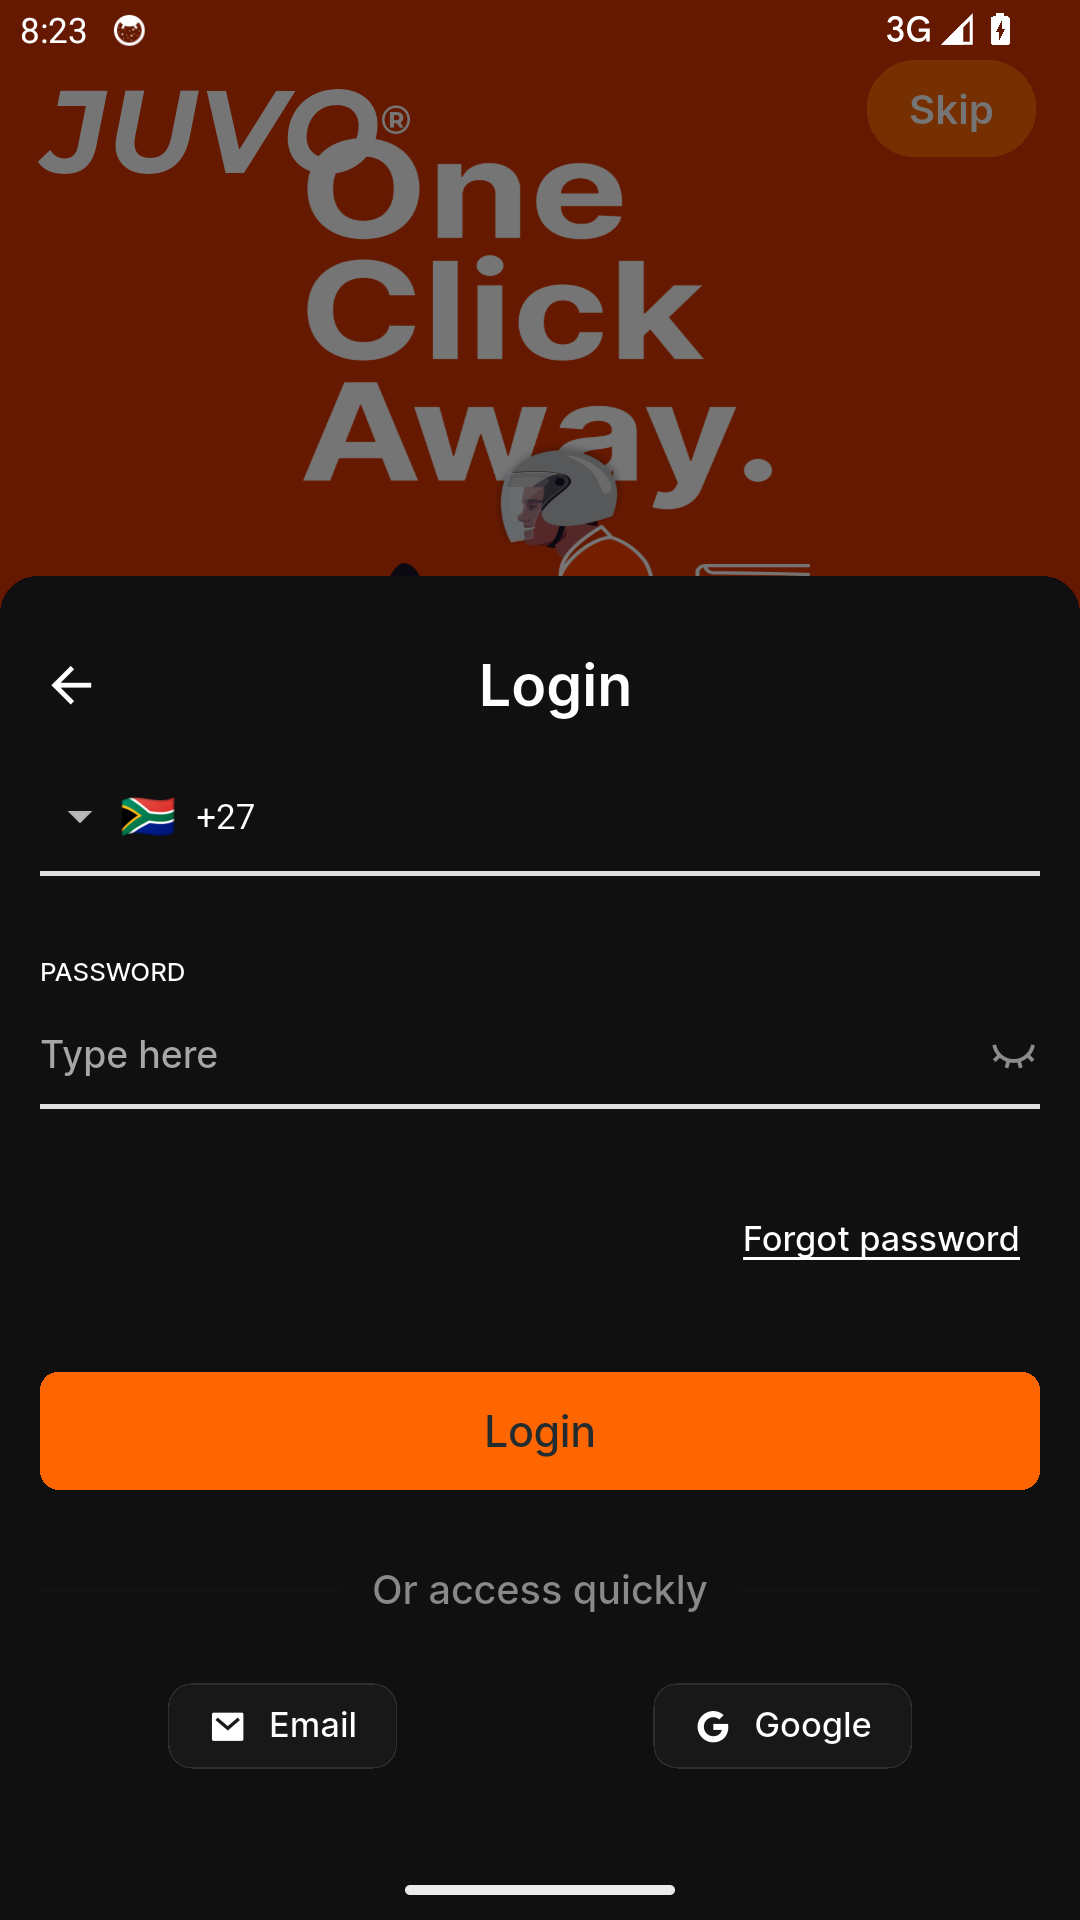 8:23
3G
JUVO®
Skip
One
Click
Away.
Login
+27
PASSWORD
Type here
Forgot password
Login
Or access quickly
Email
Google